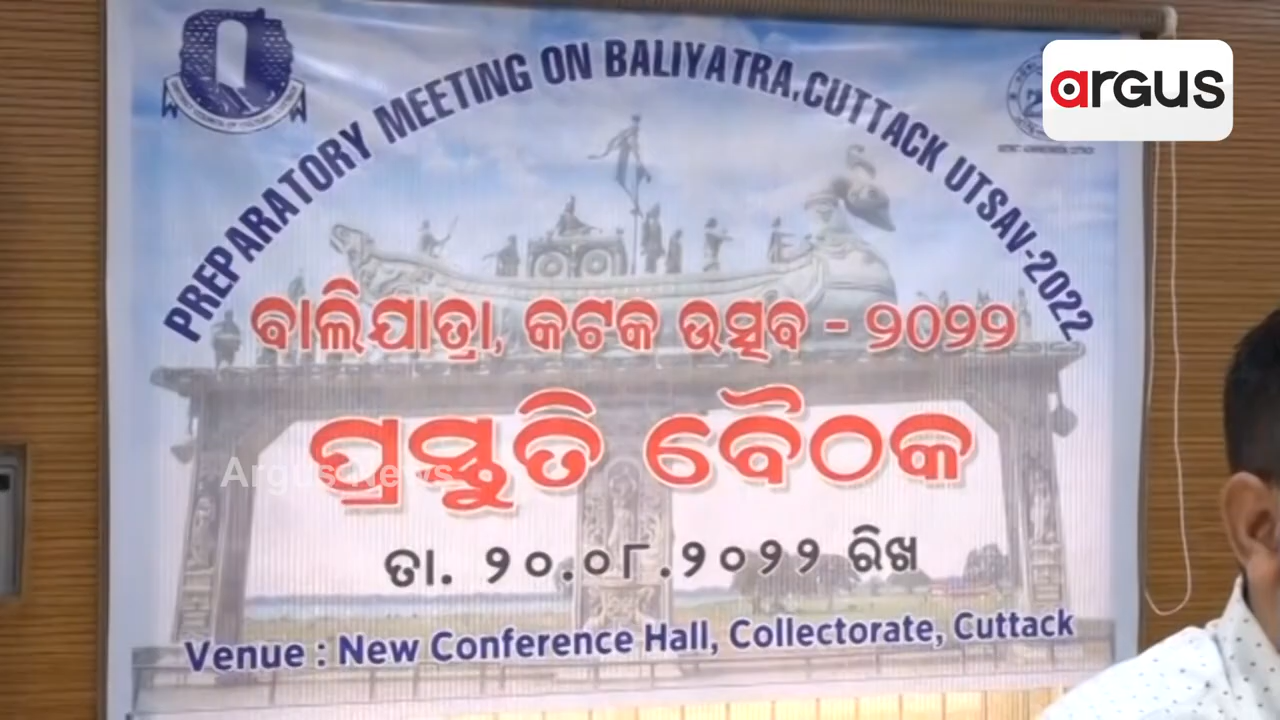 PREPARATORY MEETING ON BALIYATRA, CUTTACK UTSAV-2022
argus
ବାଲିଯାତ୍ରା, କଟକ ଉତ୍ସବ - ୨୦୨୨
ପ୍ରସ୍ତୁତି ବୈଠକ
Argus News
ତା. ୨୦.୦୮.୨୦୨୨ ରିଖ
Venue : New Conference Hall, Collectorate, Cuttack